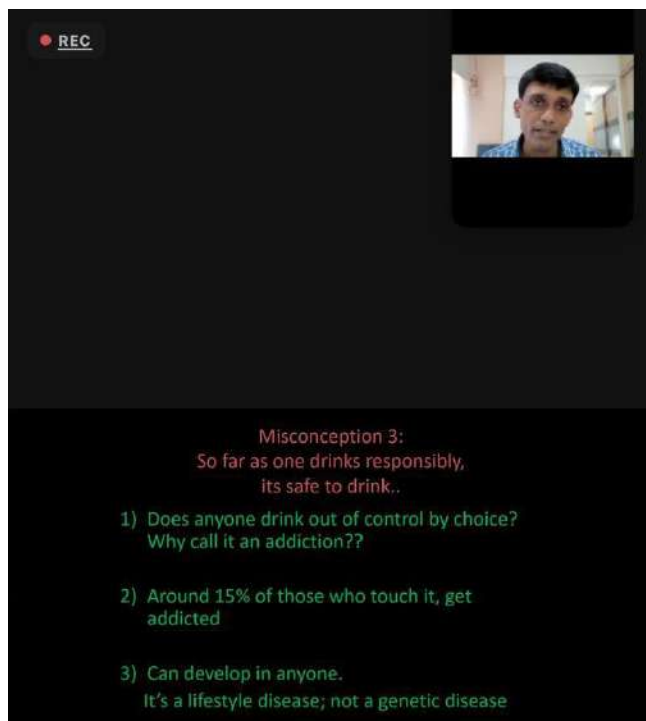 REC
Misconception 3:
So far as one drinks responsibly,
its safe to drink..
1) Does anyone drink out of control by choice?
Why call it an addiction??
2) Around 15% of those who touch it, get
addicted
3) Can develop in anyone.
It's a lifestyle disease; not a genetic disease